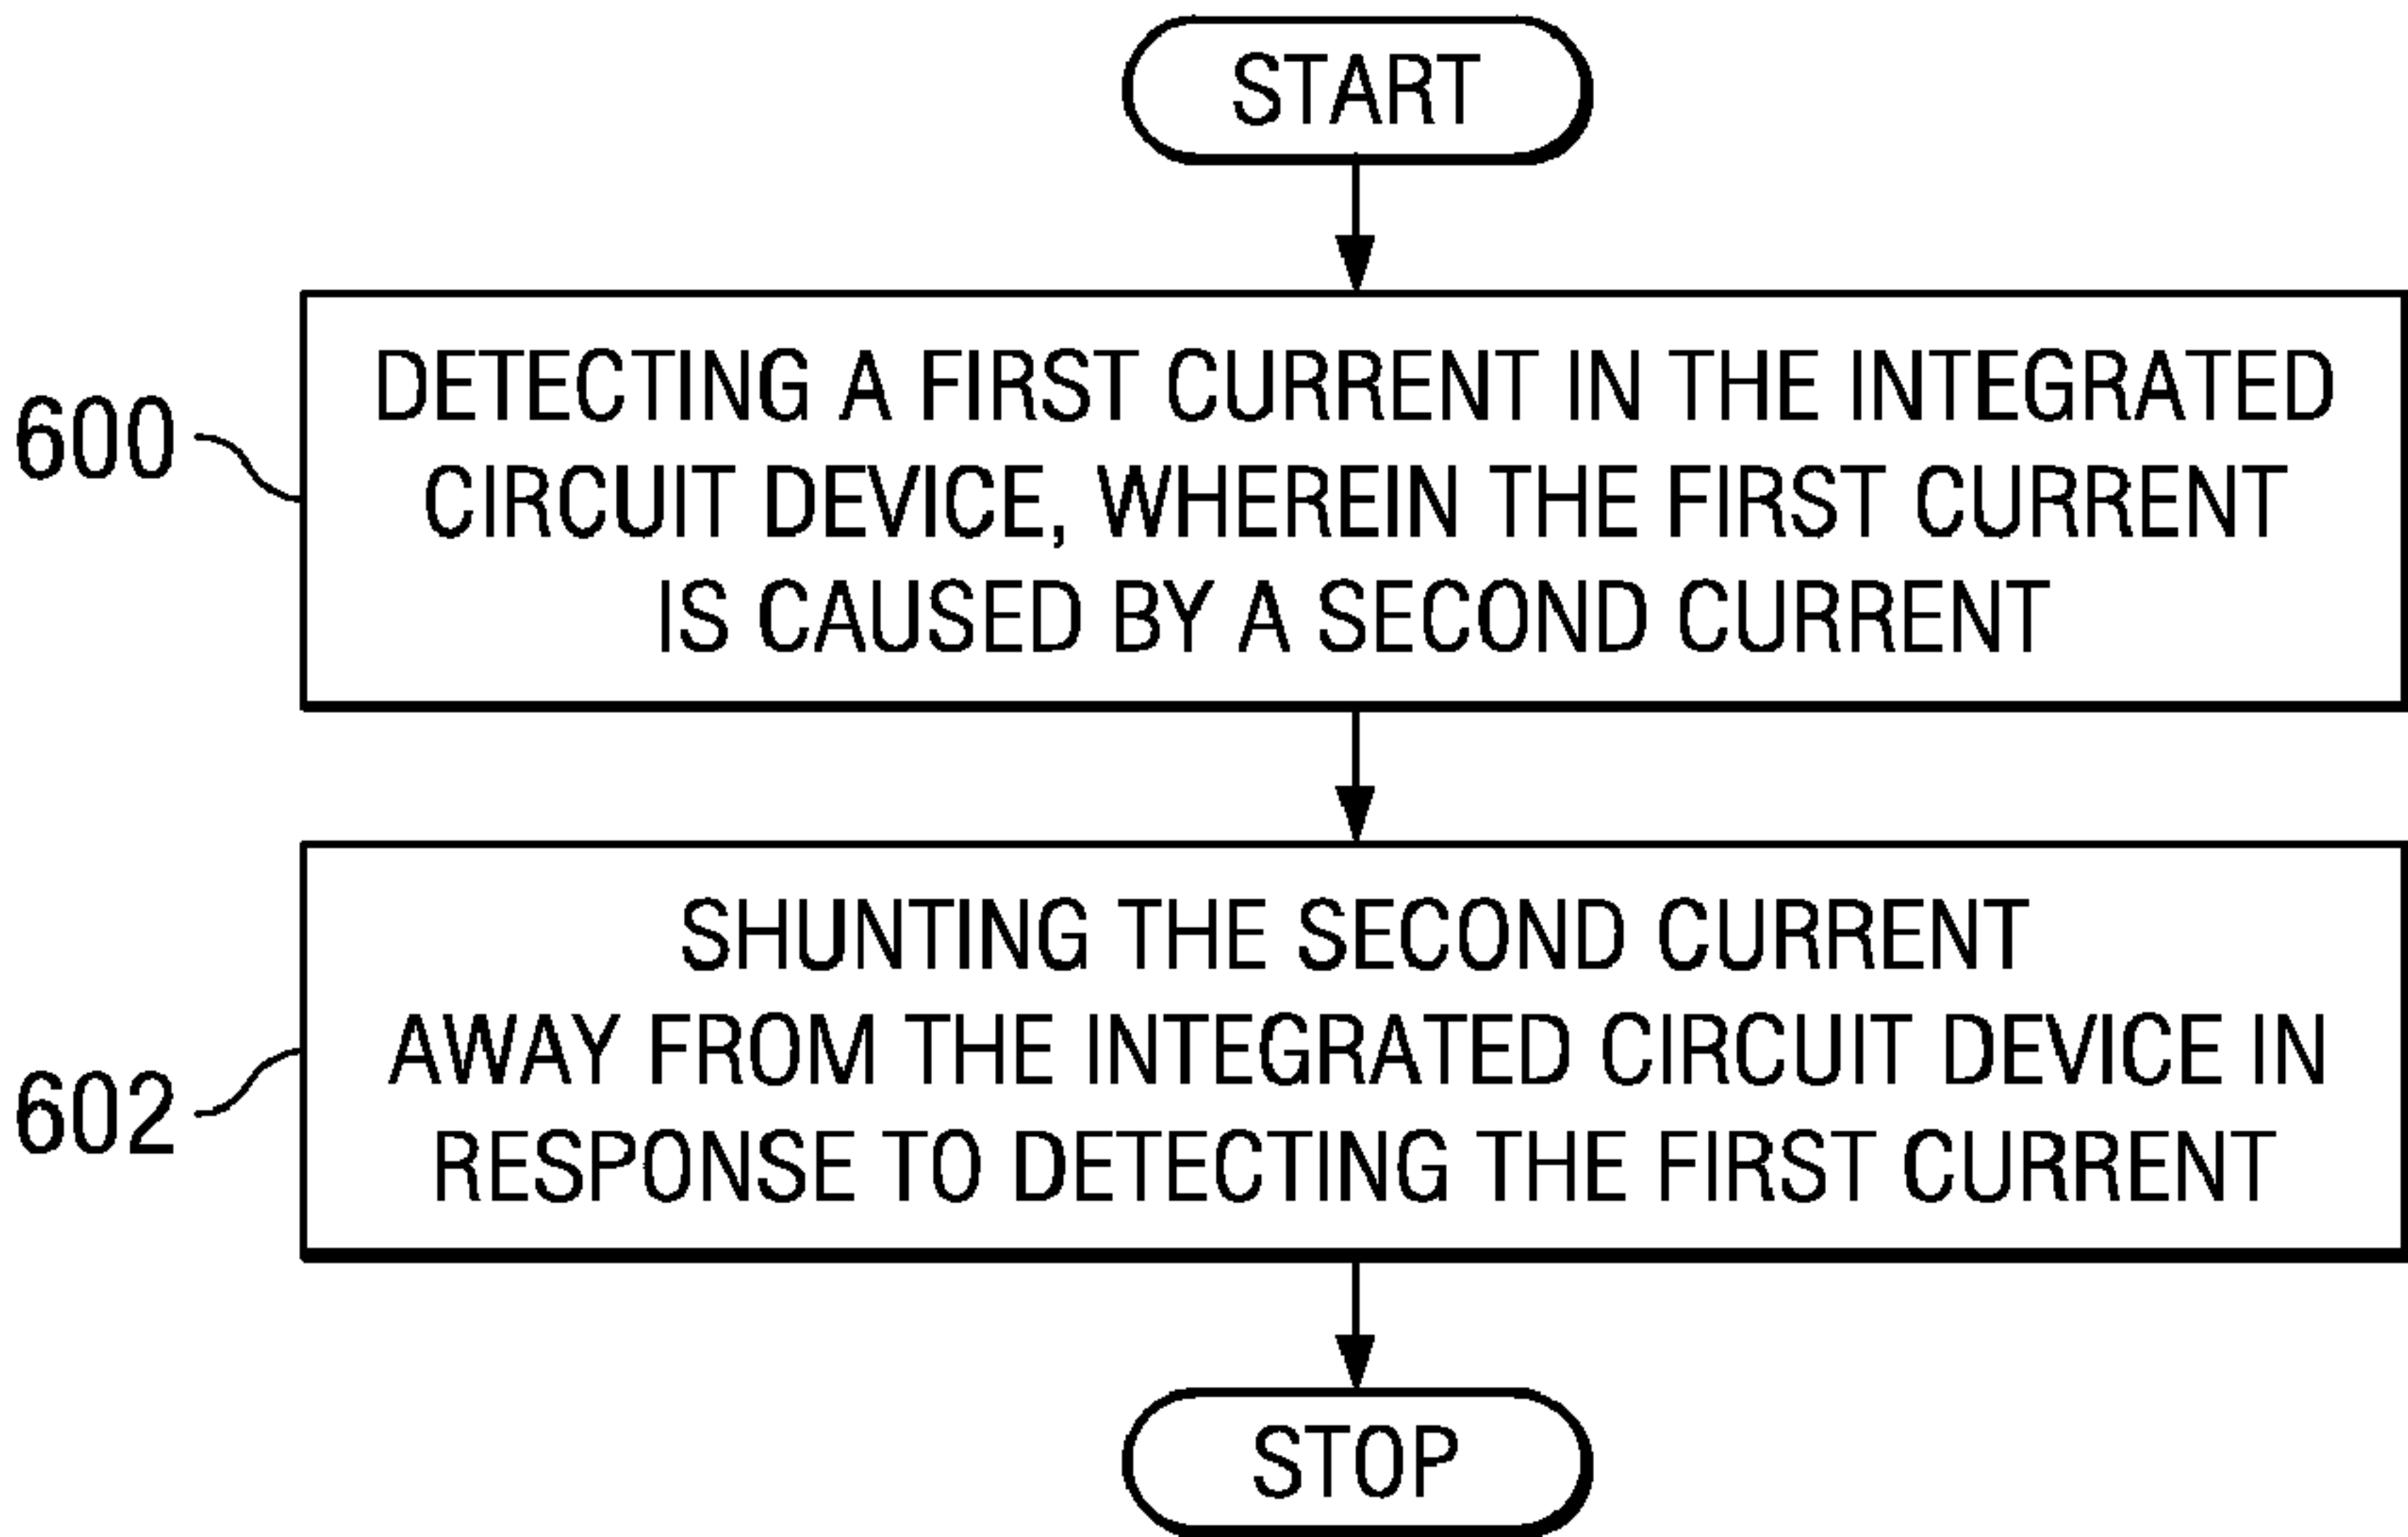 START
600
DETECTING A FIRST CURRENT IN THE INTEGRATED
CIRCUIT DEVICE, WHEREIN THE FIRST CURRENT
IS CAUSED BY A SECOND CURRENT
602
SHUNTING THE SECOND CURRENT
AWAY FROM THE INTEGRATED CIRCUIT DEVICE IN
RESPONSE TO DETECTING THE FIRST CURRENT
STOP